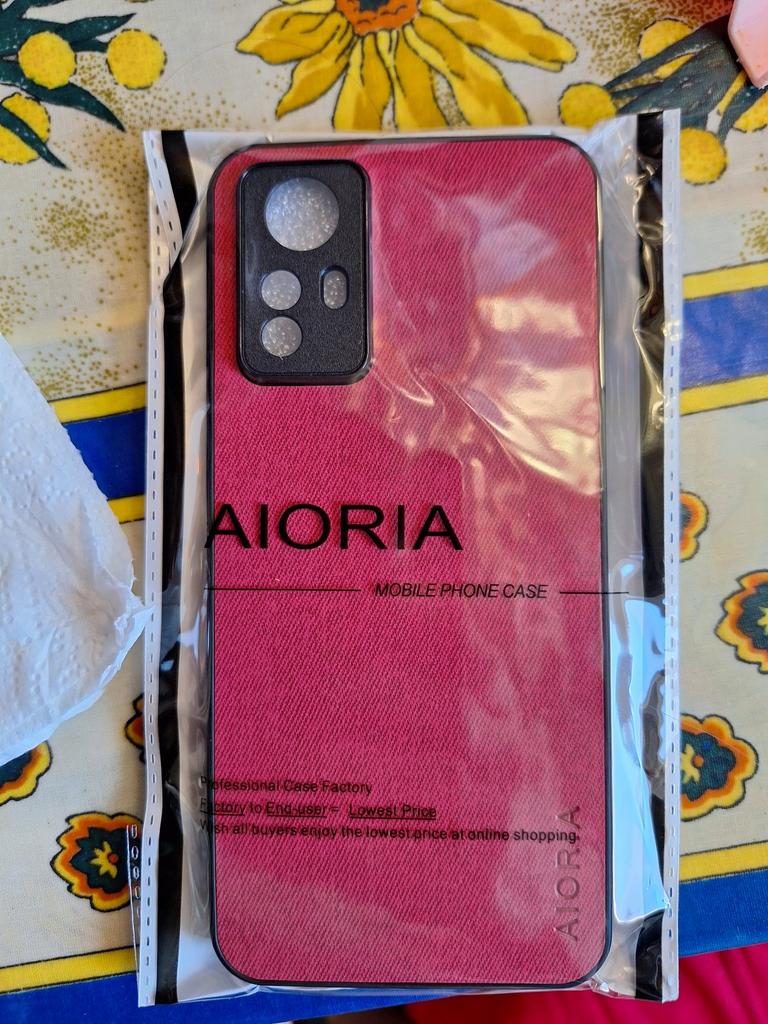 AIORIA
MOBILE PHONE CASE
Professional Case Factory
Factory to End-user = Lowest Price
Wish all buyers enjoy the lowest price at online shopping.
AIORIA